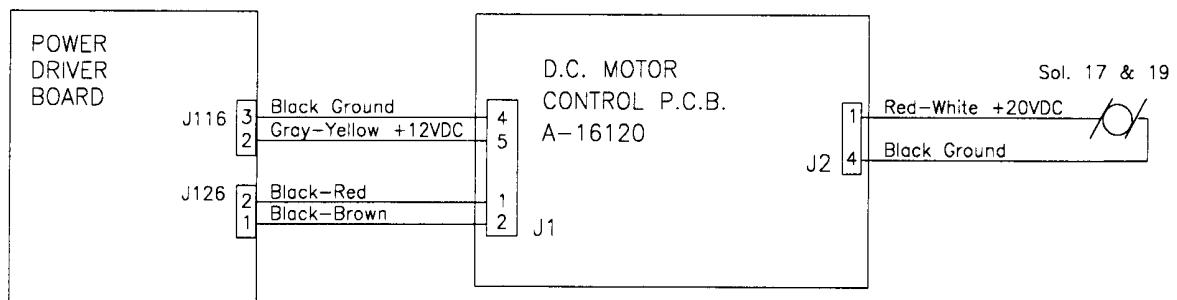 POWER
DRIVER
BOARD
J116
3
2
Black Ground
Gray-Yellow +12VDC
4
5
J126
2
1
Black-Red
Black-Brown
1
2
J1
D.C. MOTOR
CONTROL P.C.B.
A-16120
J2
1
4
Red-White +20VDC
Black Ground
Sol. 17 & 19